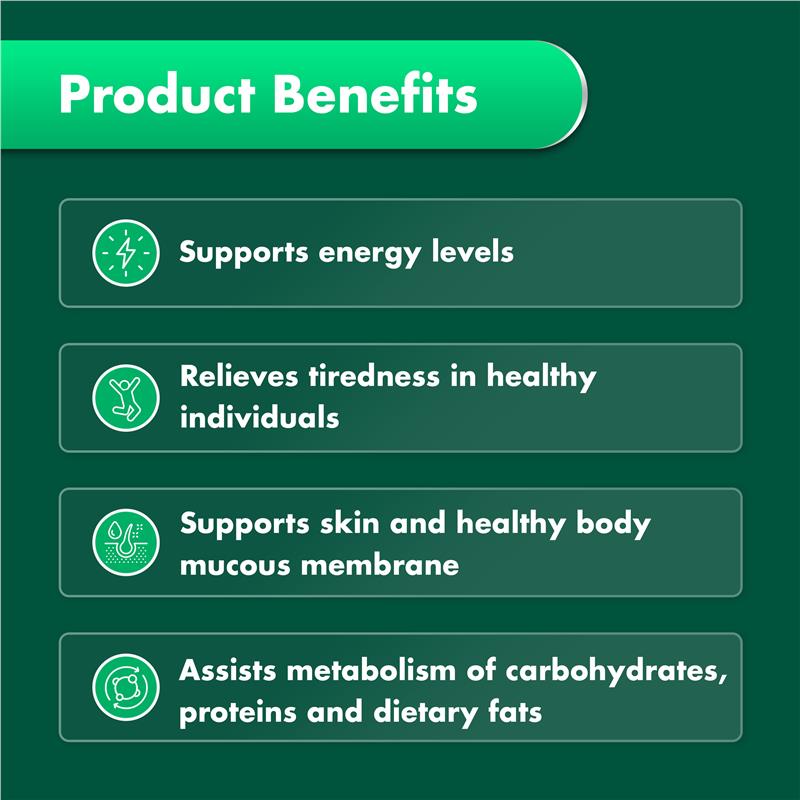 Product Benefits
Supports energy levels
Relieves tiredness in healthy
individuals
Supports skin and healthy body
mucous membrane
Assists metabolism of carbohydrates,
proteins and dietary fats